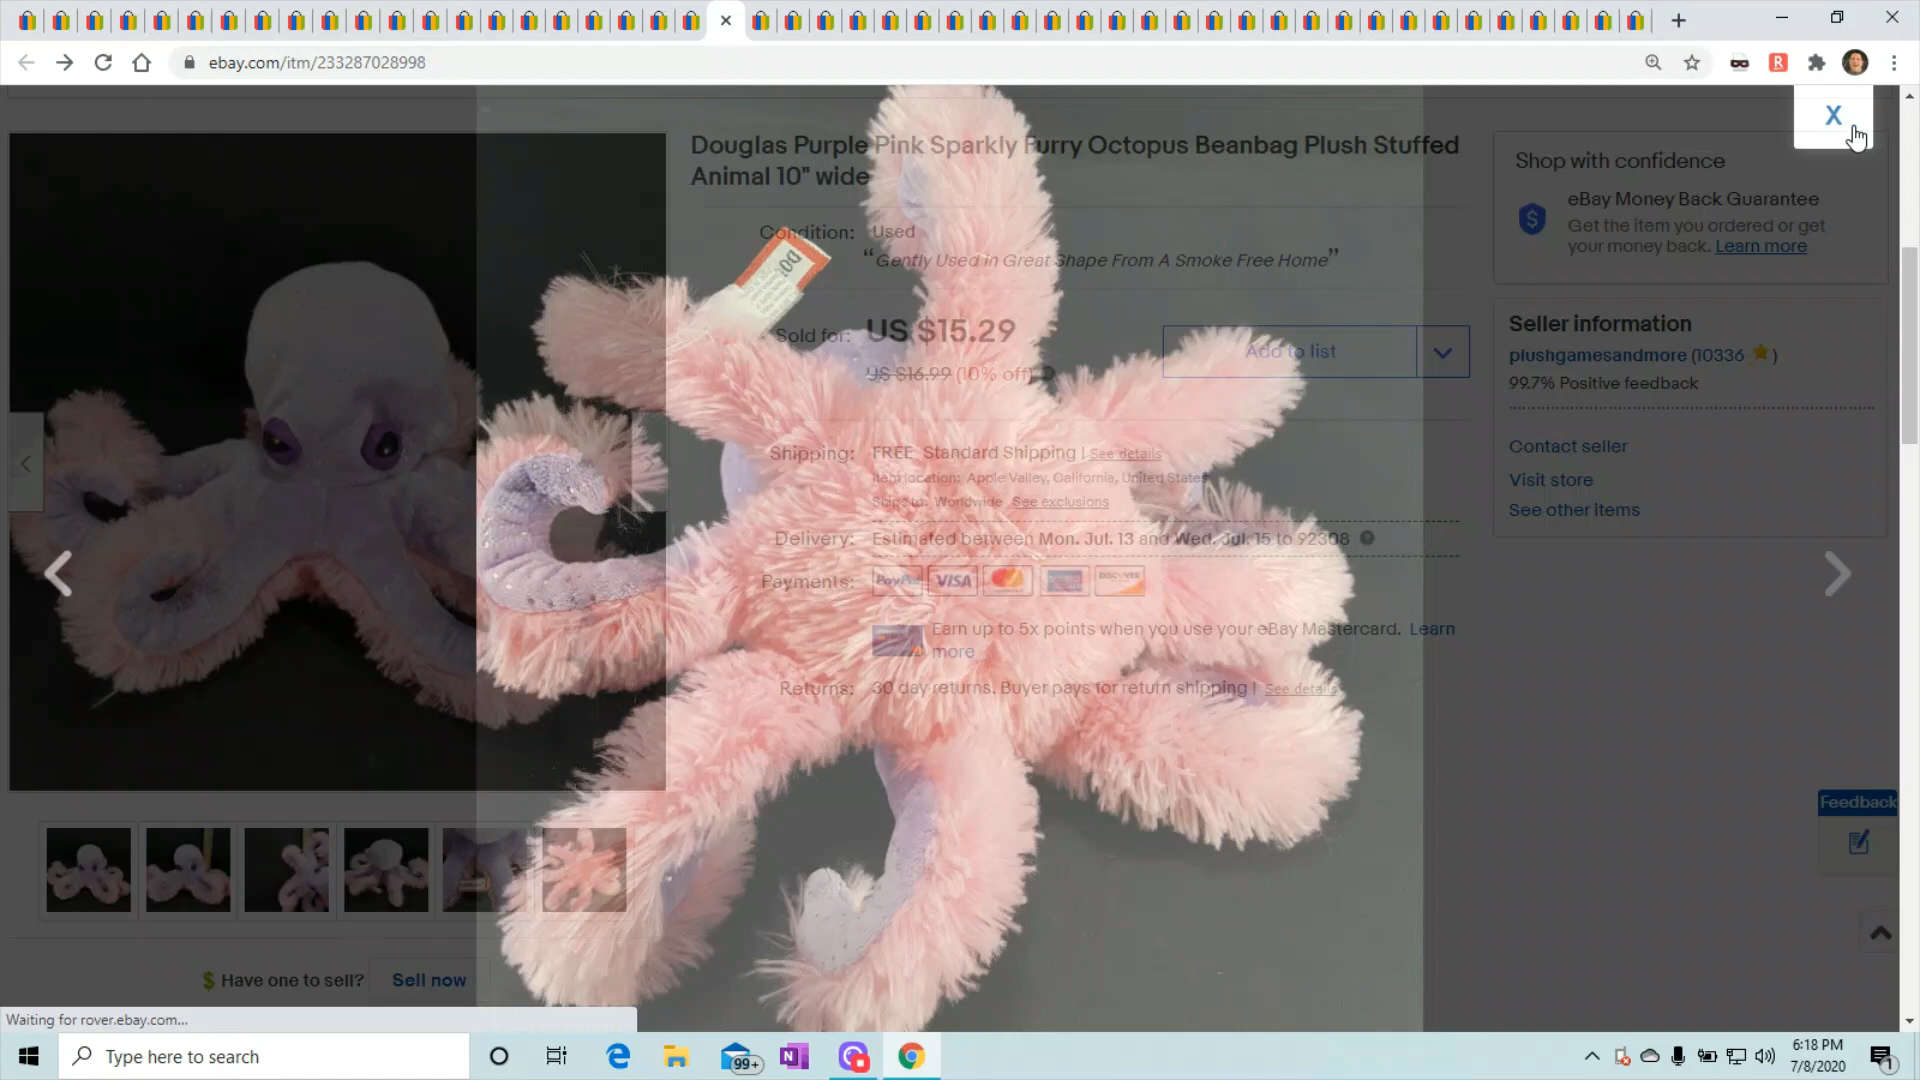 ebay.com/itm/233287028998
R
X
Douglas Purple Pink Sparkly Furry Octopus Beanbag Plush Stuffed
Animal 10" wide
Condition: Used
"Gently Used in Great Shape From A Smoke Free Home"
DO!
Sold for: US $15.29
US $16.99 (10% off)
Add to list
Shipping: FREE Standard Shipping | See details
Item location: Apple Valley, California, United States
Ships to: Worldwide See exclusions
Delivery: Estimated between Mon. Jul. 13 and Wed. Jul. 15 to 92308
Payments: PayPal VISA DISCOVER
Earn up to 5x points when you use your eBay Mastercard. Learn
more
Returns: 30 day returns. Buyer pays for return shipping | See details
Shop with confidence
eBay Money Back Guarantee
Get the item you ordered or get
your money back. Learn more
Seller information
plushgamesandmore (10336 )
99.7% Positive feedback
Contact seller
Visit store
See other items
Feedback
$ Have one to sell? Sell now
Waiting for rover.ebay.com...
Type here to search
99+
N
6:18 PM
7/8/2020
1